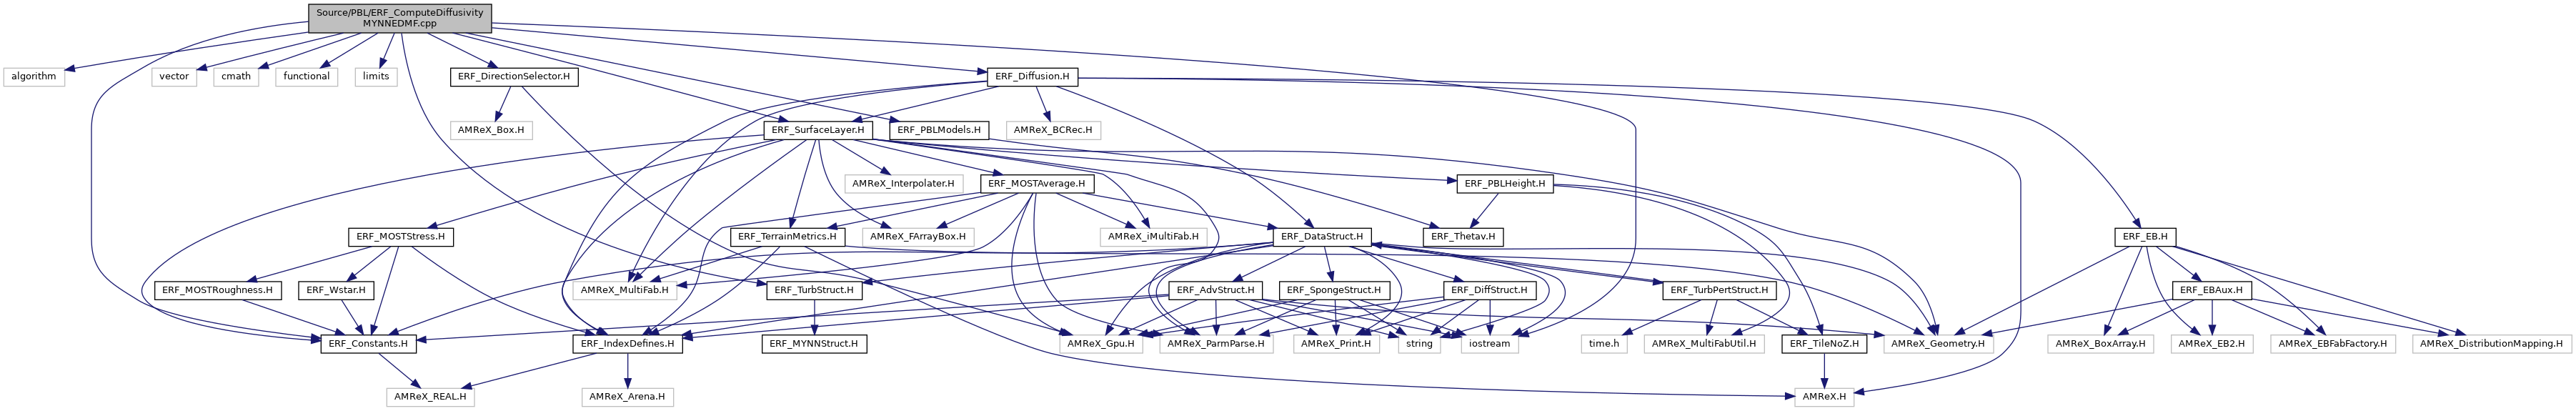 Source/PBL/ERF_ComputeDiffusivity
MYNNEDMF.cpp
algorithm
vector
cmath
functional
limits
ERF_DirectionSelector.H
ERF_Diffusion.H
AMReX_Box.H
ERF_SurfaceLayer.H
ERF_PBLModels.H
AMReX_BCRec.H
AMReX_Interpolater.H
ERF_MOSTAverage.H
ERF_PBLHeight.H
ERF_MOSTStress.H
ERF_TerrainMetrics.H
AMReX_FArrayBox.H
AMReX_iMultiFab.H
ERF_DataStruct.H
ERF_Thetav.H
ERF_EB.H
ERF_MOSTRoughness.H
ERF_Wstar.H
AMReX_MultiFab.H
ERF_TurbStruct.H
ERF_AdvStruct.H
ERF_SpongeStruct.H
ERF_DiffStruct.H
ERF_TurbPertStruct.H
ERF_EBAux.H
ERF_Constants.H
ERF_IndexDefines.H
ERF_MYNNStruct.H
AMReX_Gpu.H
AMReX_ParmParse.H
AMReX_Print.H
string
iostream
time.h
AMReX_MultiFabUtil.H
ERF_TileNoZ.H
AMReX_Geometry.H
AMReX_BoxArray.H
AMReX_EB2.H
AMReX_EBFabFactory.H
AMReX_DistributionMapping.H
AMReX_REAL.H
AMReX_Arena.H
AMReX.H